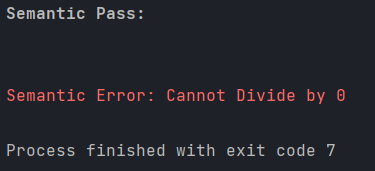 Semantic Pass:
Semantic Error: Cannot Divide by 0
Process finished with exit code 7